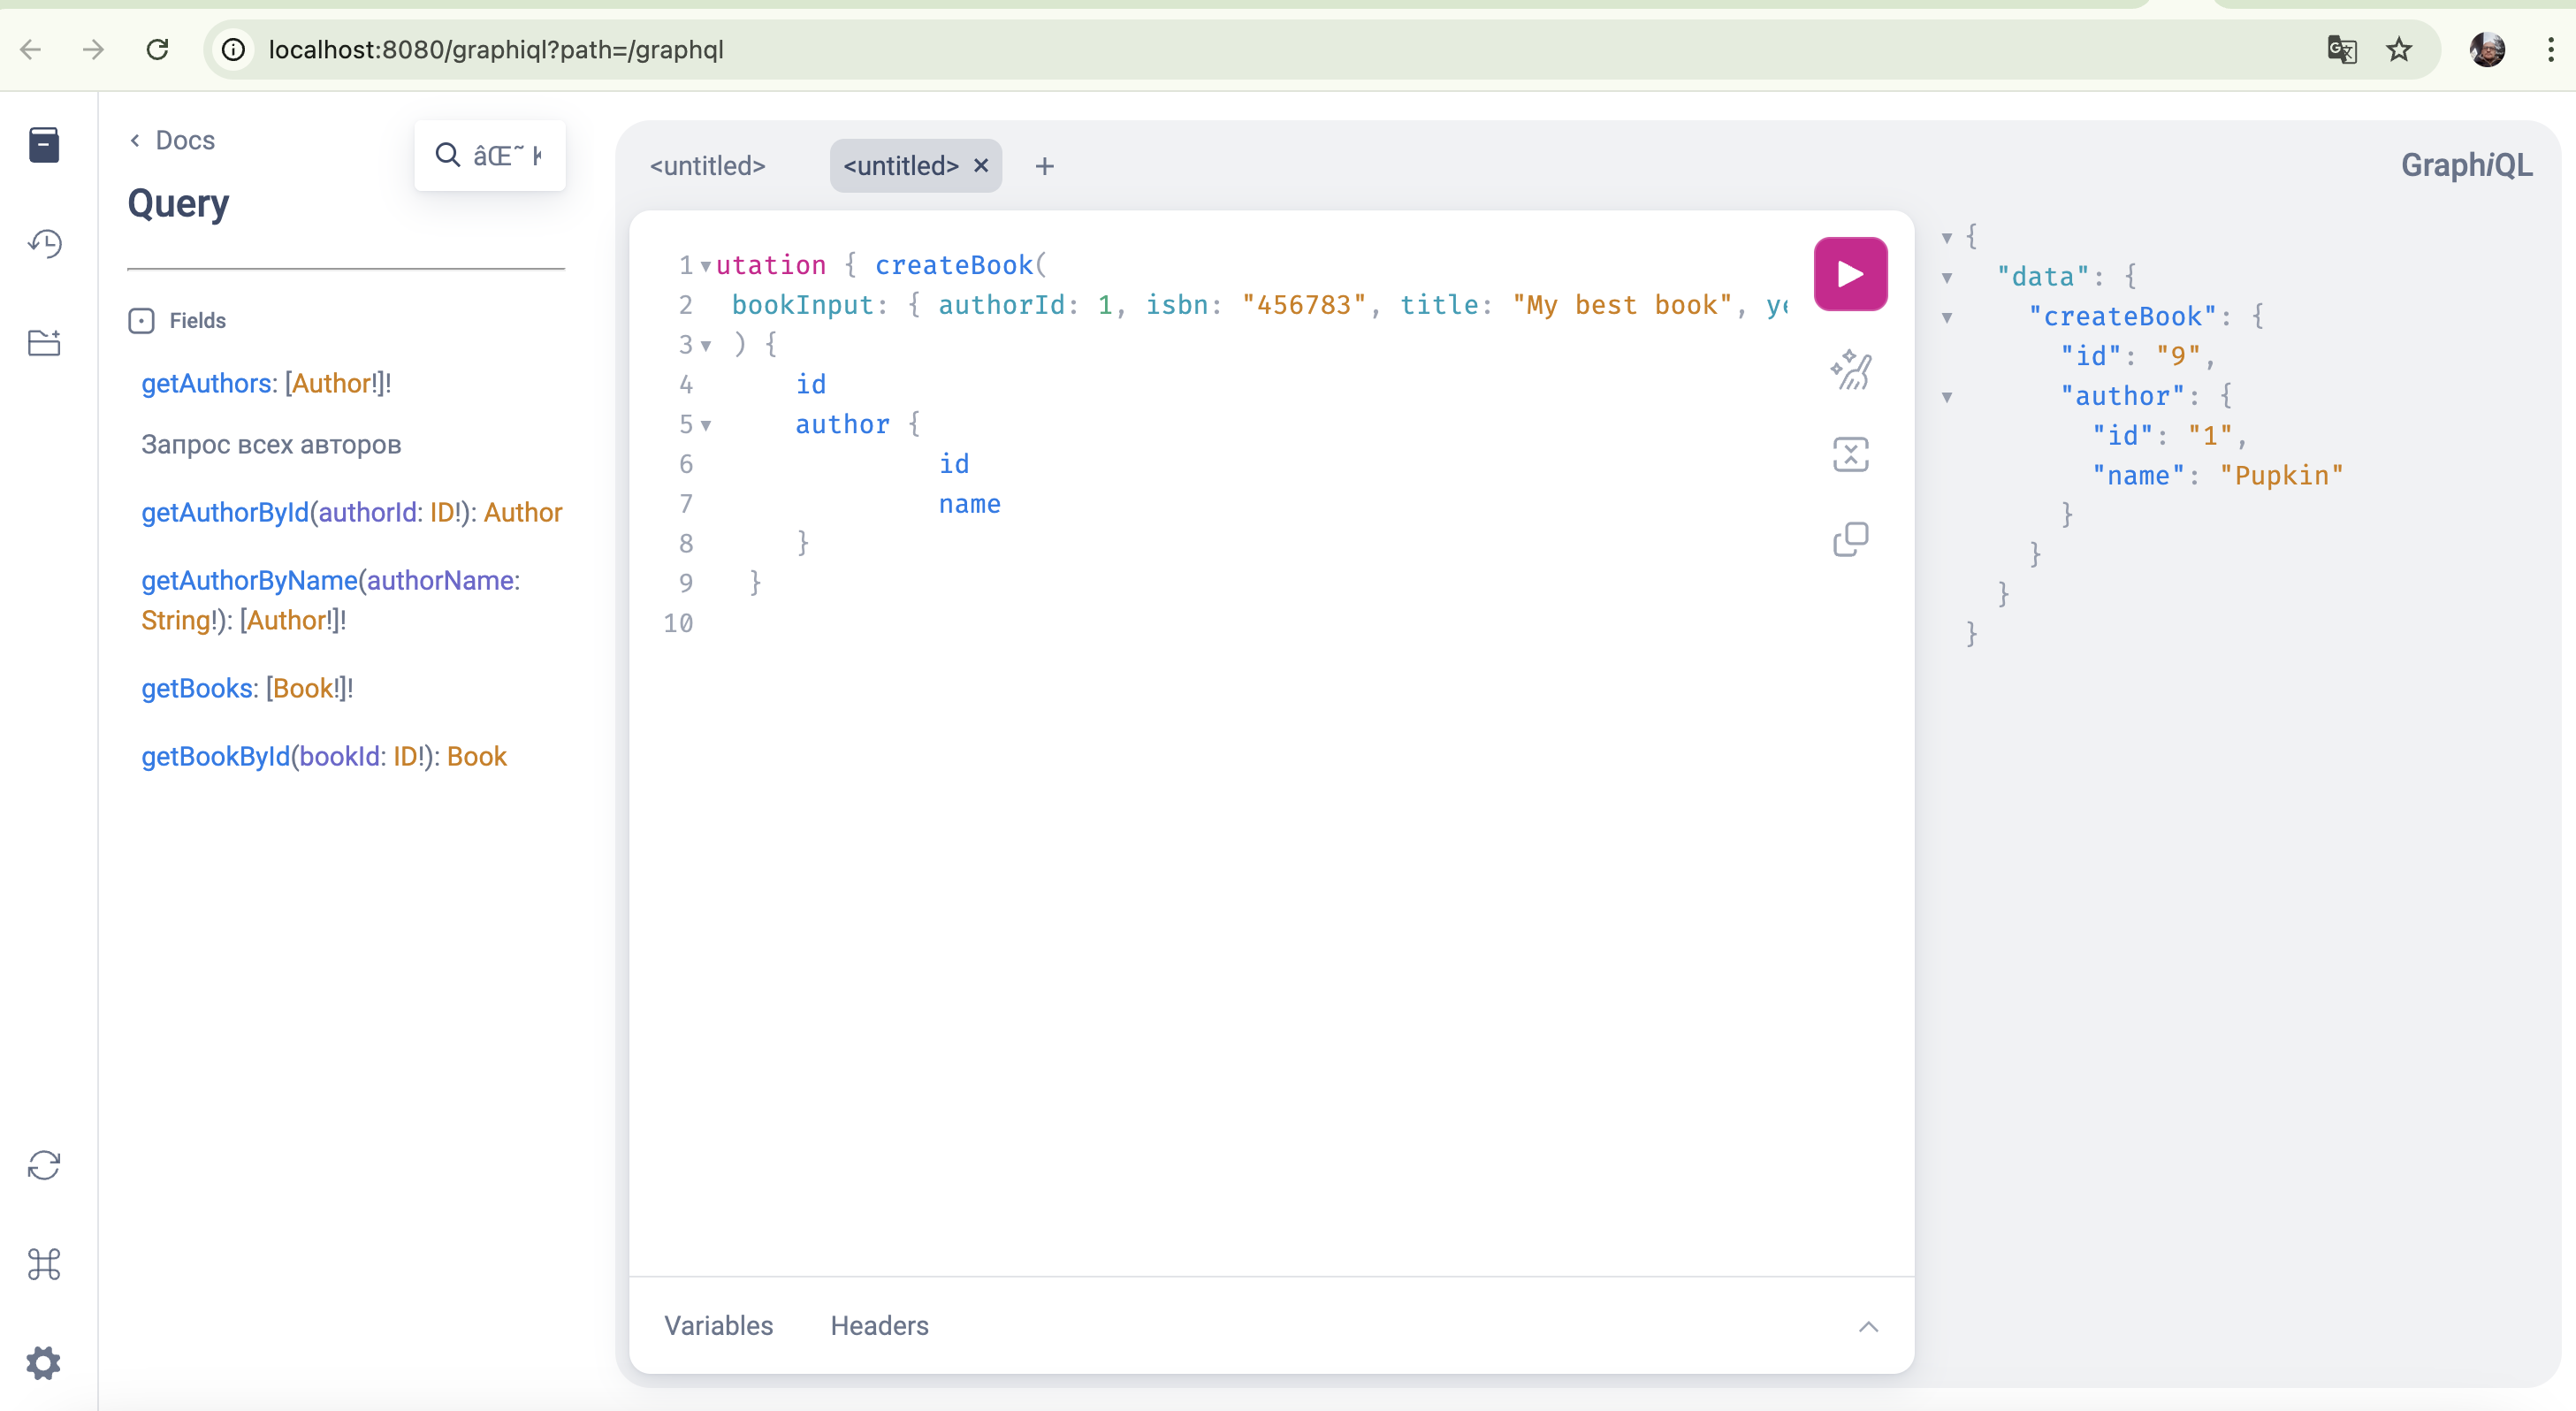 localhost:8080/graphiql?path=/graphql
Docs
âŒ˜
Query
Fields
getAuthors: [Author!]!
Запрос всех авторов
getAuthorById(authorId: ID!): Author
getAuthorByName(authorName:
String!): [Author!]!
getBooks: [Book!]!
getBookById(bookId: ID!): Book
<untitled>
<untitled> ×
+
GraphiQL
1 utation { createBook(
2 bookInput: { authorId: 1, isbn: "456783", title: "My best book", ye
3 ) {
4 id
5 author {
6 id
7 name
8 }
9 }
10
Variables
Headers
{
"data": {
"createBook": {
"id": "9",
"author": {
"id": "1",
"name": "Pupkin"
}
}
}
}